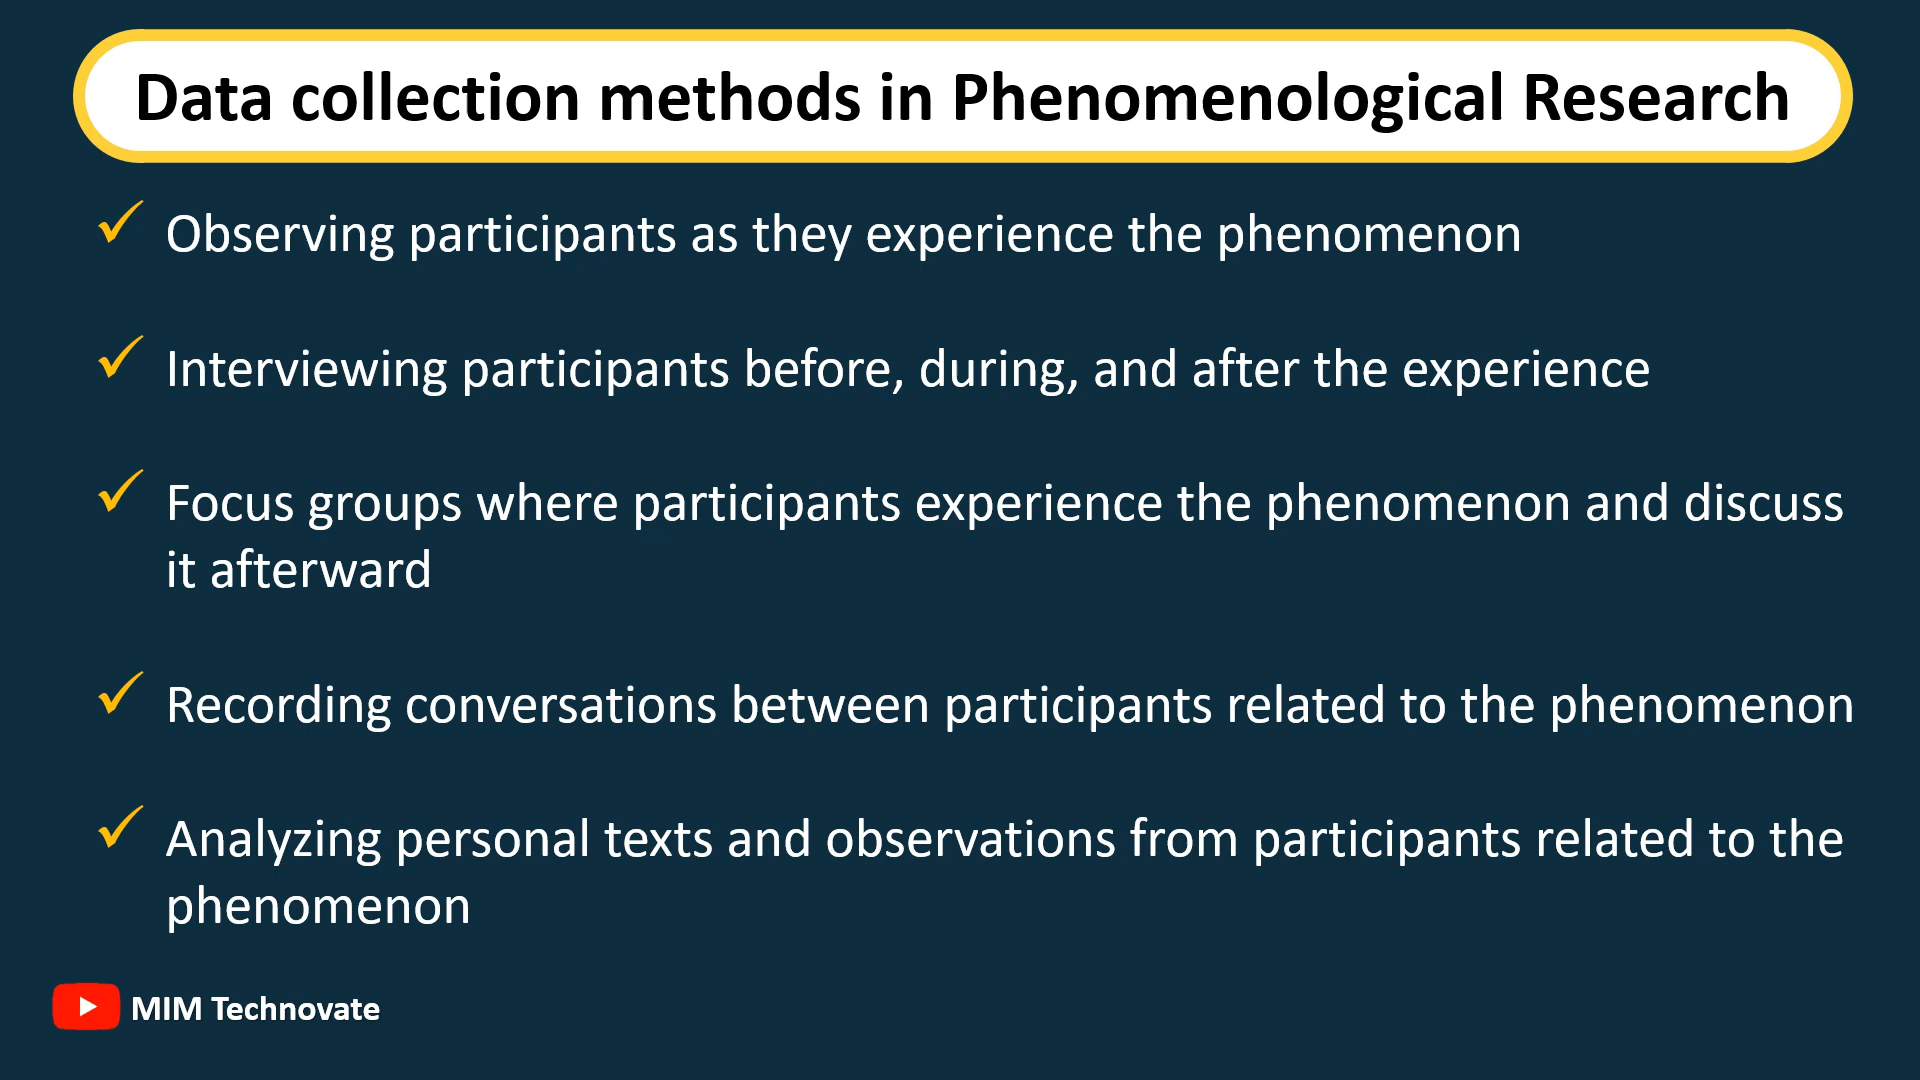 Data collection methods in Phenomenological Research
Observing participants as they experience the phenomenon
Interviewing participants before, during, and after the experience
Focus groups where participants experience the phenomenon and discuss
it afterward
Recording conversations between participants related to the phenomenon
Analyzing personal texts and observations from participants related to the
phenomenon
MIM Technovate